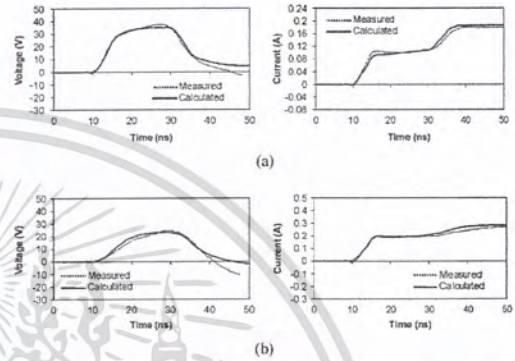 Voltage (V)
50
40
30
20
10
0
-10
-20
-30
Measured
Calculated
0 10 20 30 40 50
Time (ns)
Current (A)
0.24
0.20
0.16
0.12
0.08
0.04
0.00
-0.04
-0.08
Measured
Calculated
0 10 20 30 40 50
Time (ns)
(a)
Voltage (V)
50
40
30
20
10
0
-10
-20
-30
Measured
Calculated
0 10 20 30 40 50
Time (ns)
Current (A)
0.5
0.4
0.3
0.2
0.1
0
-0.1
-0.2
-0.3
Measured
Calculated
0 10 20 30 40 50
Time (ns)
(b)